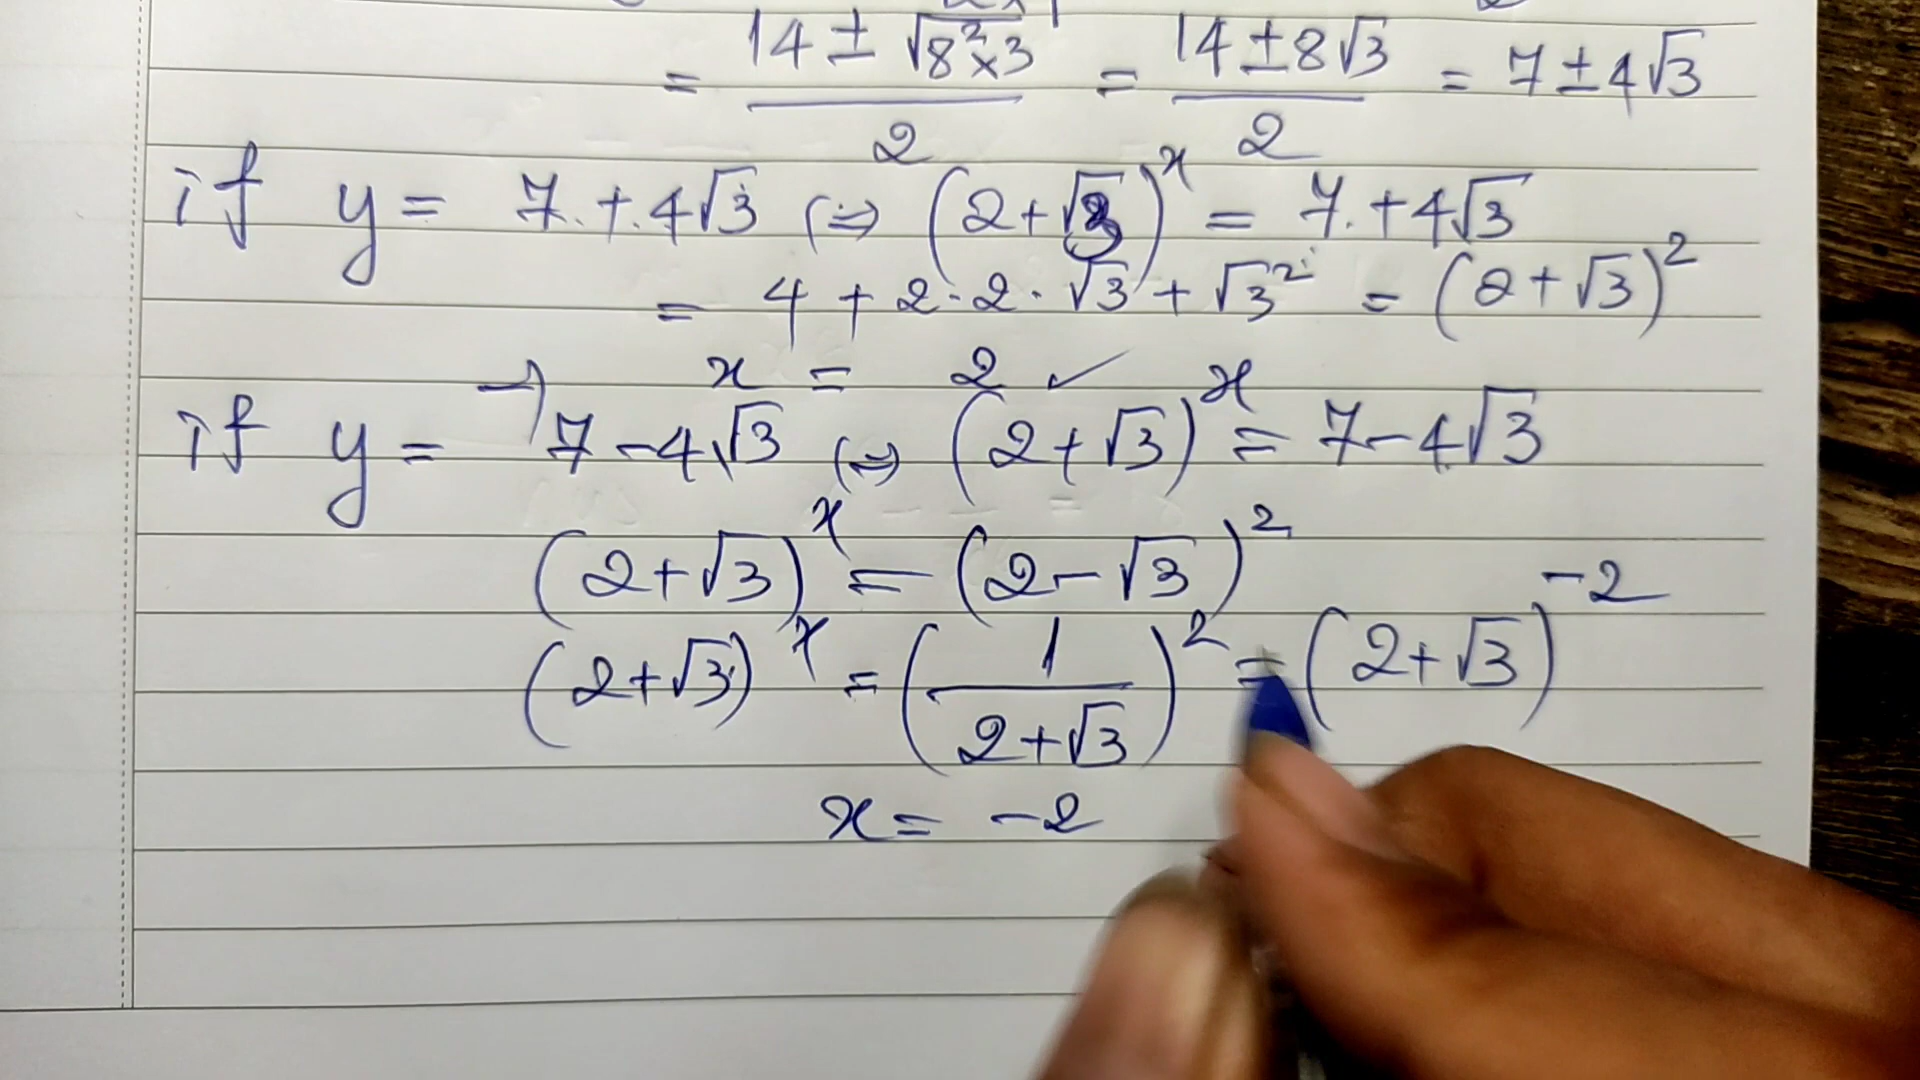 = (14 ± √(8² × 3)) / 2 = (14 ± 8√3) / 2 = 7 ± 4√3
if y = 7 + 4√3 (⇒) (2 + √3)^x = 7 + 4√3
= 4 + 2·2·√3 + √3² = (2 + √3)²
x = 2 ✓
if y = 7 - 4√3 (⇒) (2 + √3)^x = 7 - 4√3
(2 + √3)^x = (2 - √3)²
(2 + √3)^x = (1 / (2 + √3))² = (2 + √3)^-2
x = -2